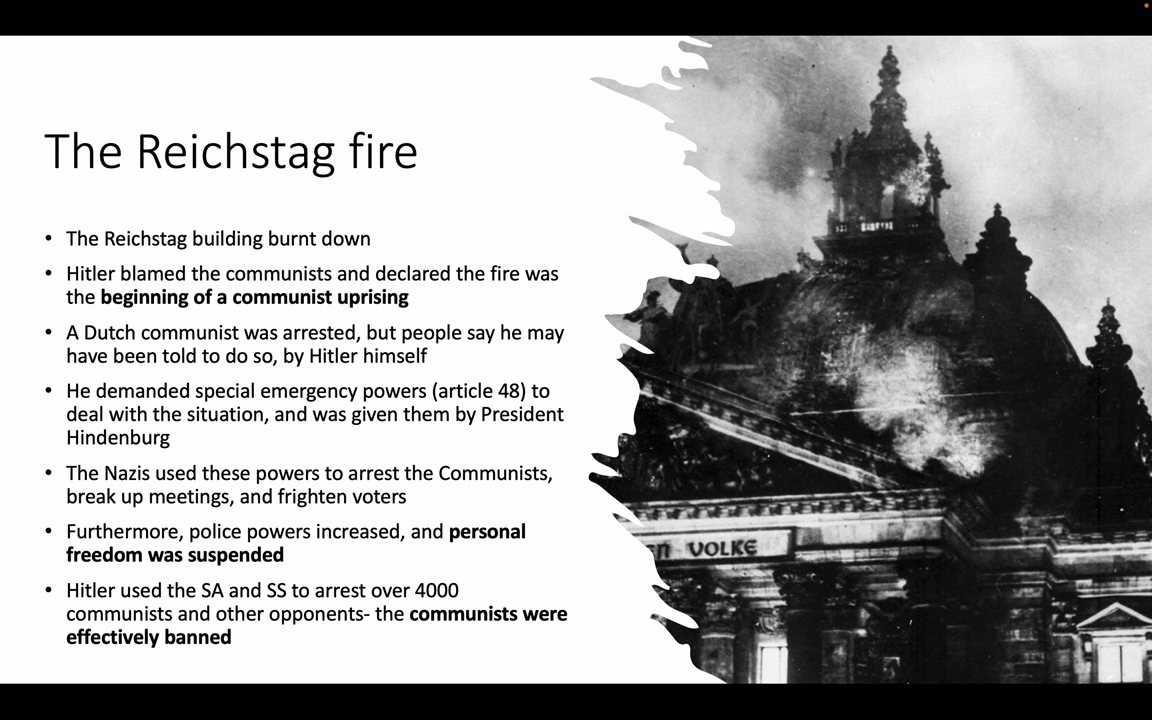 The Reichstag fire
• The Reichstag building burnt down
• Hitler blamed the communists and declared the fire was
the beginning of a communist uprising
• A Dutch communist was arrested, but people say he may
have been told to do so, by Hitler himself
• He demanded special emergency powers (article 48) to
deal with the situation, and was given them by President
Hindenburg
• The Nazis used these powers to arrest the Communists,
break up meetings, and frighten voters
• Furthermore, police powers increased, and personal
freedom was suspended
• Hitler used the SA and SS to arrest over 4000
communists and other opponents- the communists were
effectively banned
VOLKE